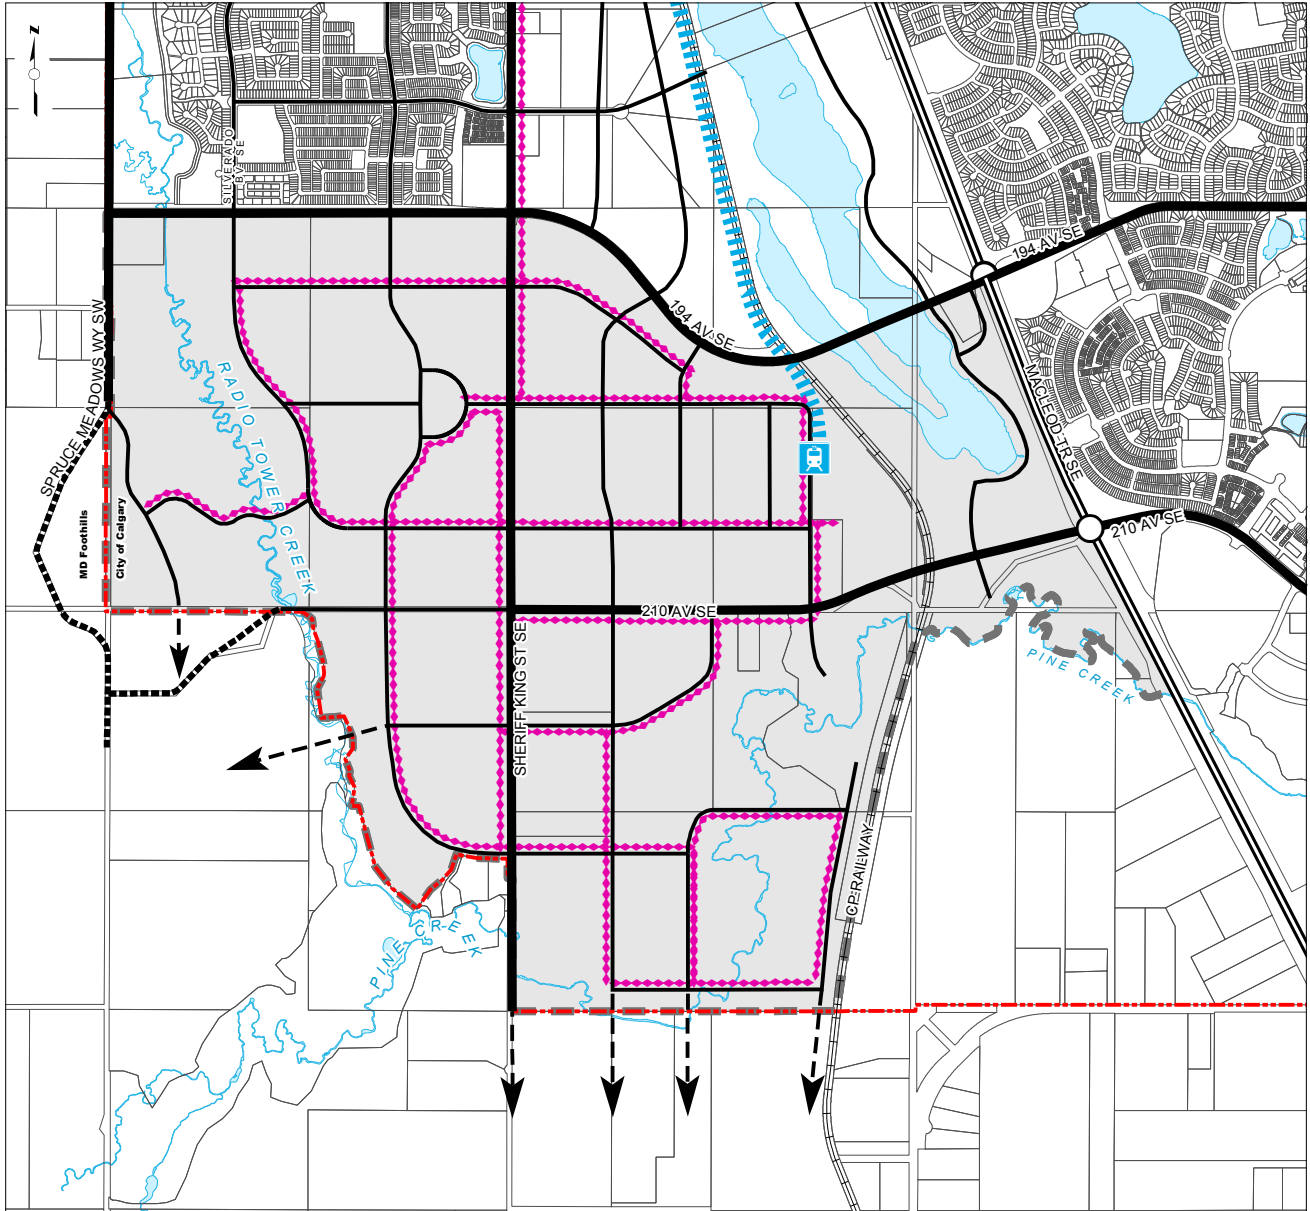 N
SILVERADO
BV SE
194 AV SE
194 AV SE
SPRUCE MEADOWS WY SW
RADIO TOWER CREEK
MACLEOD TR SE
MD Foothills
City of Calgary
210 AV SE
210 AV SE
SHERIFF KING ST SE
PINE CREEK
CP RAILWAY
PINE CREEK